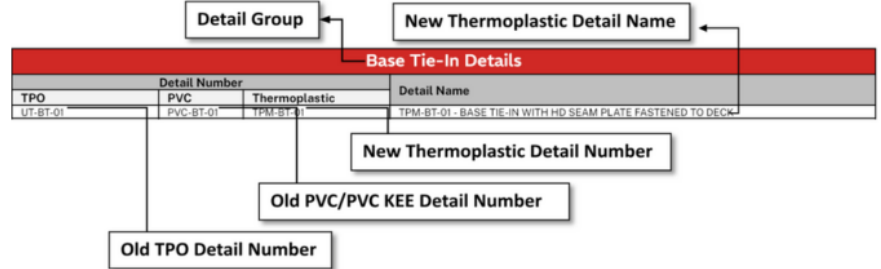 Detail Group
New Thermoplastic Detail Name
Base Tie-In Details
Detail Number
Detail Name
TPO
PVC
Thermoplastic
UT-BT-01
PVC-BT-01
TPM-BT-01
TPM-BT-01 - BASE TIE-IN WITH HD SEAM PLATE FASTENED TO DECK
New Thermoplastic Detail Number
Old PVC/PVC KEE Detail Number
Old TPO Detail Number